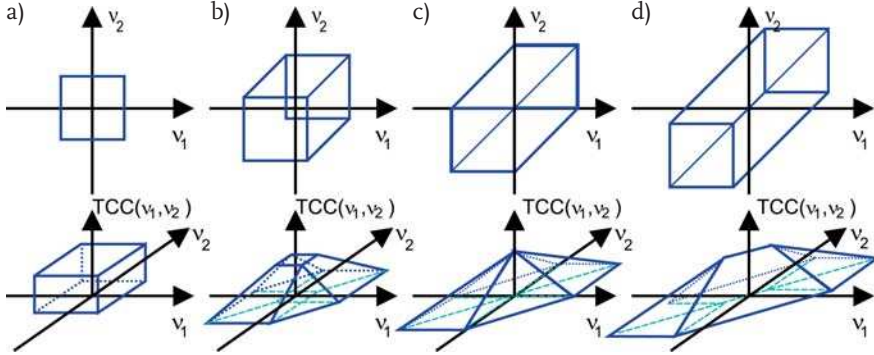 a) b) c) d)
ν₂ ν₂ ν₂ ν₂
ν₁ ν₁ ν₁ ν₁
TCC(ν₁,ν₂) TCC(ν₁,ν₂) TCC(ν₁,ν₂) TCC(ν₁,ν₂)
ν₂ ν₂ ν₂ ν₂
ν₁ ν₁ ν₁ ν₁